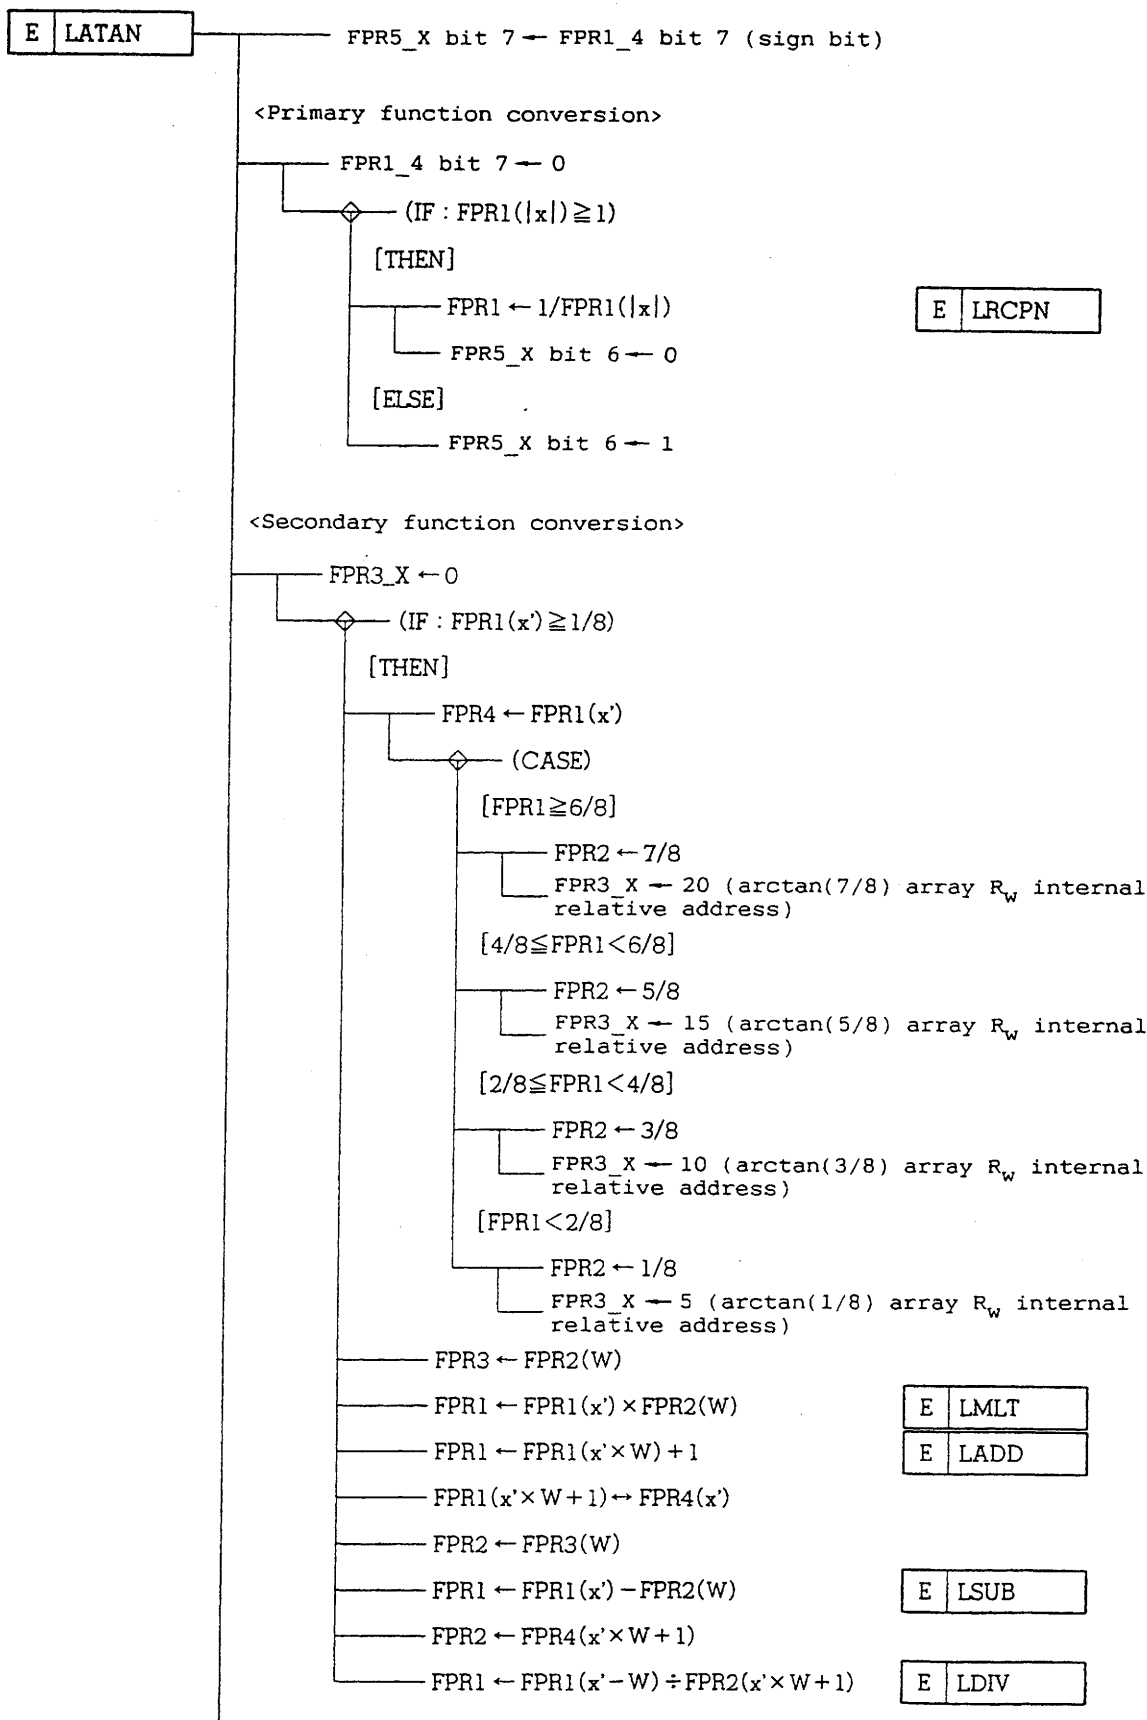 E LATAN FPR5_X bit 7 ← FPR1_4 bit 7 (sign bit)
<Primary function conversion>
FPR1_4 bit 7 ← 0
(IF : FPR1(|x|) ≧ 1)
[THEN]
FPR1 ← 1/FPR1(|x|) E LRCPN
FPR5_X bit 6 ← 0
[ELSE]
FPR5_X bit 6 ← 1
<Secondary function conversion>
FPR3_X ← 0
(IF : FPR1(x') ≧ 1/8)
[THEN]
FPR4 ← FPR1(x')
(CASE)
[FPR1≧6/8]
FPR2 ← 7/8
FPR3_X ← 20 (arctan(7/8) array Rw internal
relative address)
[4/8≦FPR1<6/8]
FPR2 ← 5/8
FPR3_X ← 15 (arctan(5/8) array Rw internal
relative address)
[2/8≦FPR1<4/8]
FPR2 ← 3/8
FPR3_X ← 10 (arctan(3/8) array Rw internal
relative address)
[FPR1<2/8]
FPR2 ← 1/8
FPR3_X ← 5 (arctan(1/8) array Rw internal
relative address)
FPR3 ← FPR2(W)
FPR1 ← FPR1(x')×FPR2(W) E LMLT
FPR1 ← FPR1(x'×W)+1 E LADD
FPR1(x'×W+1)↔FPR4(x')
FPR2 ← FPR3(W)
FPR1 ← FPR1(x')−FPR2(W) E LSUB
FPR2 ← FPR4(x'×W+1)
FPR1 ← FPR1(x'−W)÷FPR2(x'×W+1) E LDIV